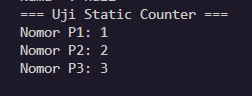 === Uji Static Counter ===
Nomor P1: 1
Nomor P2: 2
Nomor P3: 3